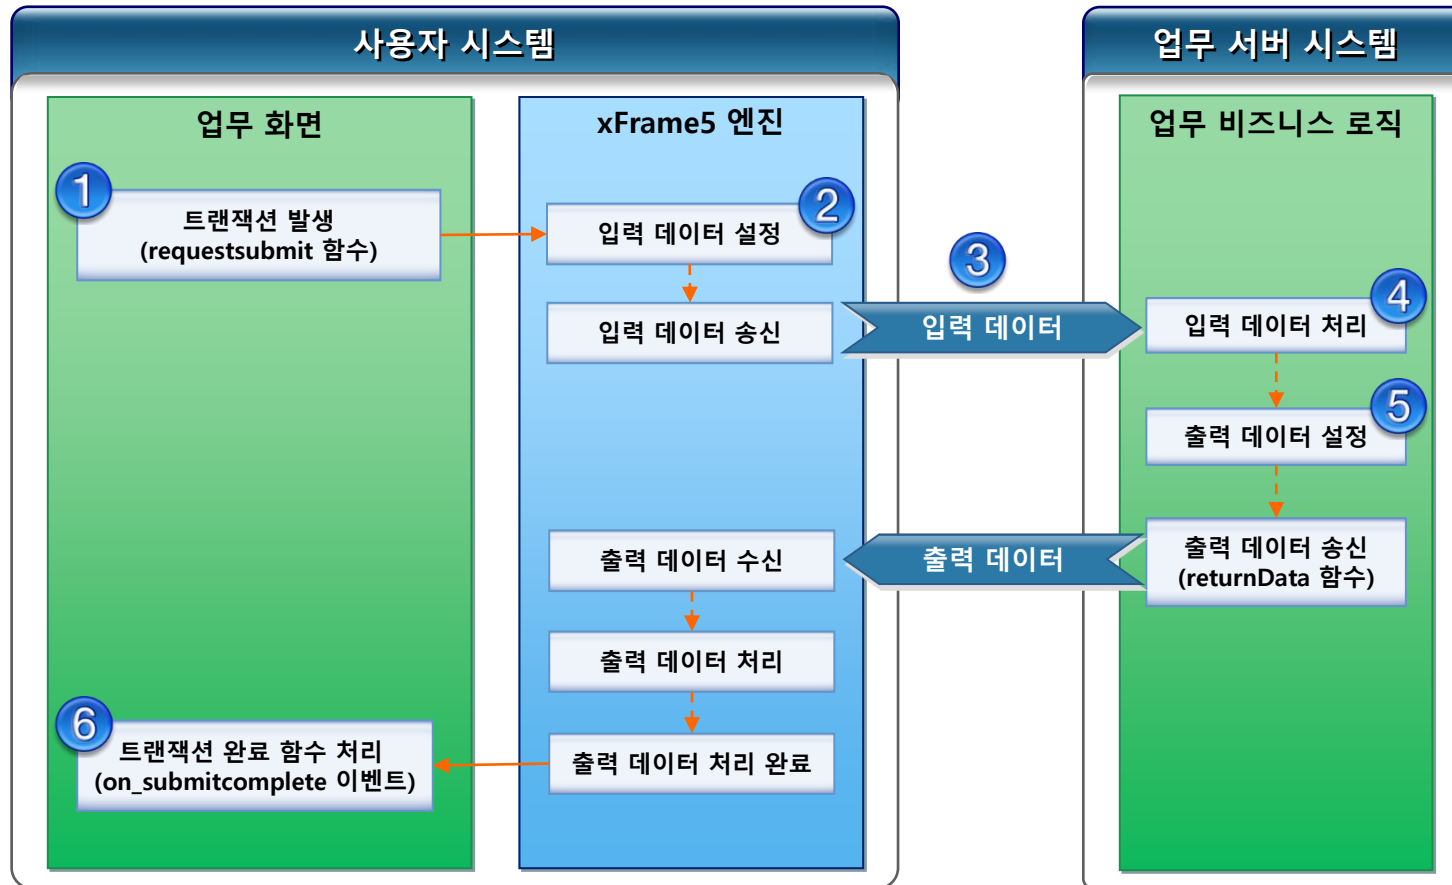 사용자 시스템
업무 서버 시스템
업무 화면
xFrame5 엔진
업무 비즈니스 로직
1
트랜잭션 발생
(requestsubmit 함수)
2
입력 데이터 설정
3
입력 데이터 송신
입력 데이터
4
입력 데이터 처리
5
출력 데이터 설정
출력 데이터 송신
(returnData 함수)
출력 데이터
출력 데이터 수신
출력 데이터 처리
출력 데이터 처리 완료
6
트랜잭션 완료 함수 처리
(on_submitcomplete 이벤트)